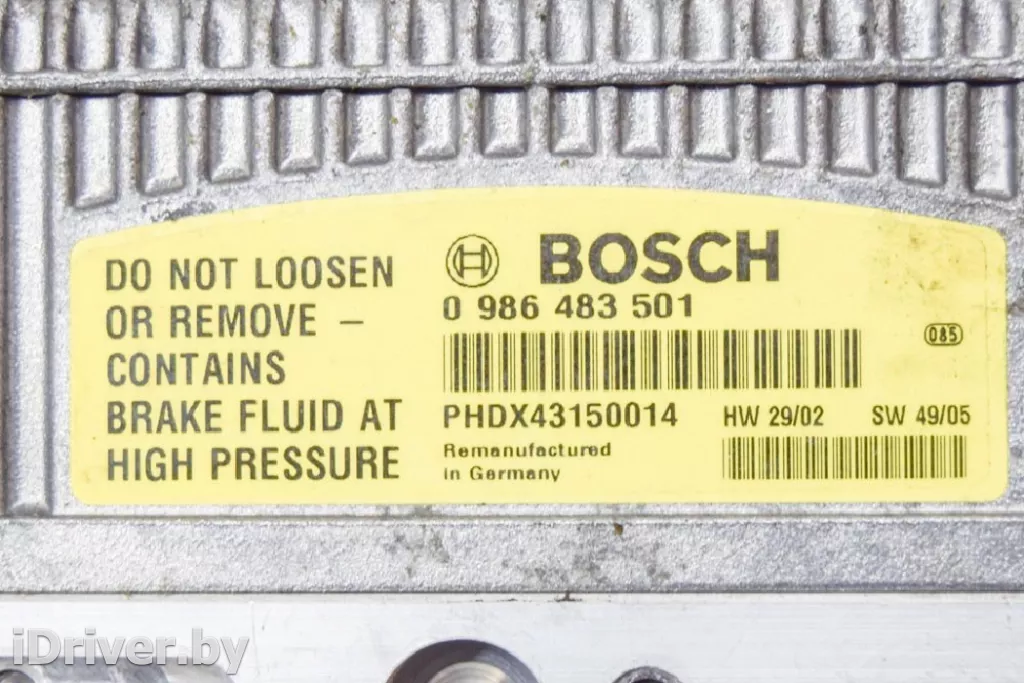 DO NOT LOOSEN
OR REMOVE –
CONTAINS
BRAKE FLUID AT
HIGH PRESSURE
BOSCH
0 986 483 501
085
PHDX43150014
HW 29/02 SW 49/05
Remanufactured
in Germany
iDriver.by